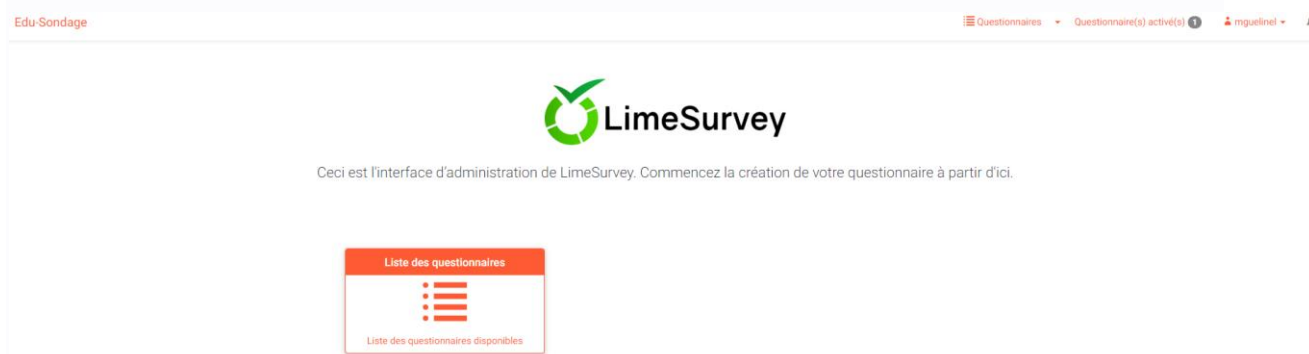 Edu-Sondage
Questionnaires
Questionnaire(s) activé(s) 1
mguelinel
LimeSurvey
Ceci est l'interface d'administration de LimeSurvey. Commencez la création de votre questionnaire à partir d'ici.
Liste des questionnaires
Liste des questionnaires disponibles